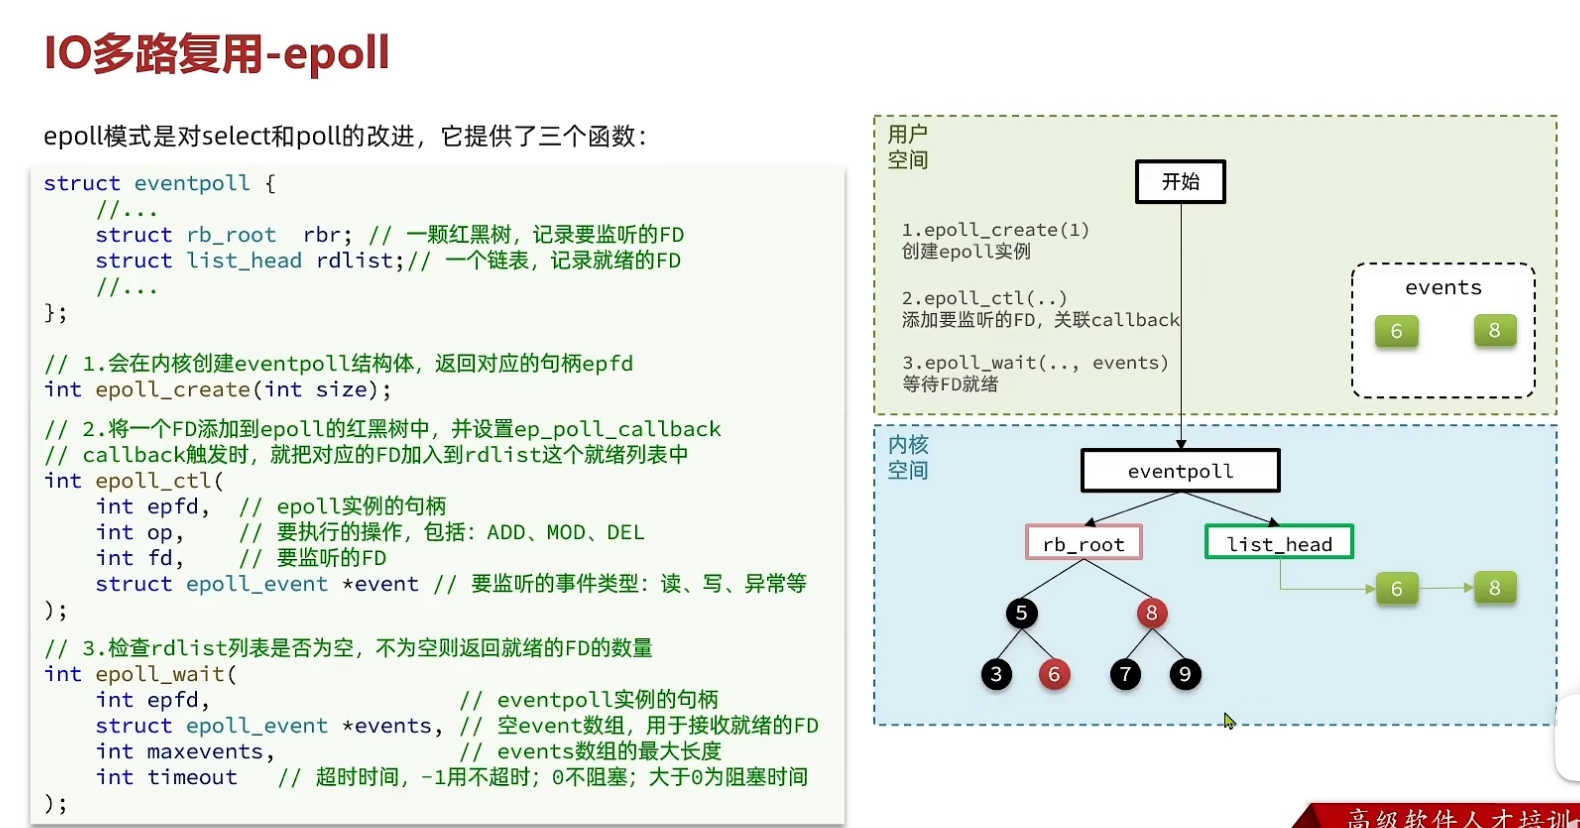 IO多路复用-epoll
epoll模式是对select和poll的改进，它提供了三个函数：
struct eventpoll {
//...
struct rb_root  rbr; // 一颗红黑树，记录要监听的FD
struct list_head rdlist;// 一个链表，记录就绪的FD
//...
};
// 1.会在内核创建eventpoll结构体，返回对应的句柄epfd
int epoll_create(int size);
// 2.将一个FD添加到epoll的红黑树中，并设置ep_poll_callback
// callback触发时，就把对应的FD加入到rdlist这个就绪列表中
int epoll_ctl(
int epfd,  // epoll实例的句柄
int op,    // 要执行的操作，包括：ADD、MOD、DEL
int fd,    // 要监听的FD
struct epoll_event *event // 要监听的事件类型：读、写、异常等
);
// 3.检查rdlist列表是否为空，不为空则返回就绪的FD的数量
int epoll_wait(
int epfd,                   // eventpoll实例的句柄
struct epoll_event *events, // 空event数组，用于接收就绪的FD
int maxevents,              // events数组的最大长度
int timeout   // 超时时间，-1用不超时；0不阻塞；大于0为阻塞时间
);
用户
空间
开始
1.epoll_create(1)
创建epoll实例
2.epoll_ctl(..)
添加要监听的FD，关联callback
3.epoll_wait(.., events)
等待FD就绪
events
6 8
内核
空间
eventpoll
rb_root list_head
6 8
5 8
3 6 7 9
高级软件人才培训